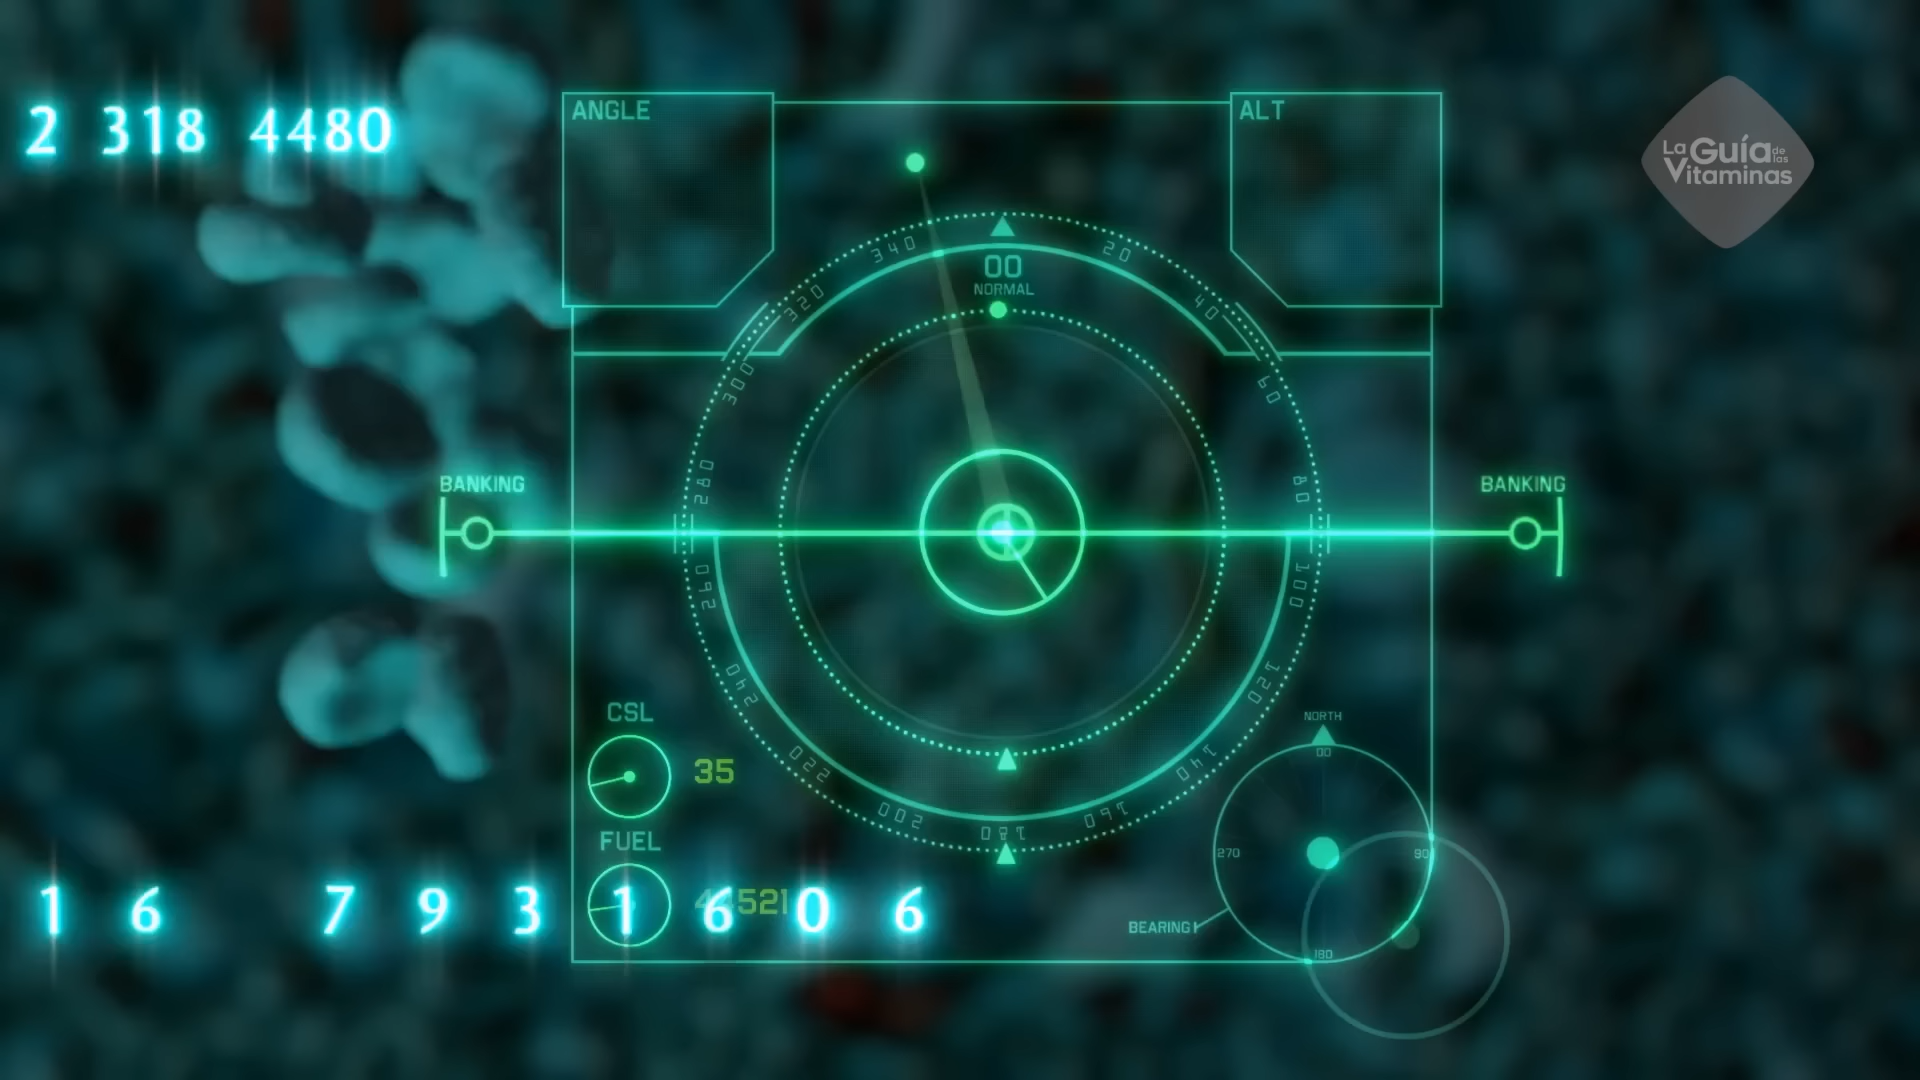 2 318 4480
ANGLE
ALT
La Guía de las
Vitaminas
340
20
00
NORMAL
320
40
300
60
BANKING
BANKING
280
80
260
100
240
120
CSL
NORTH
00
35
220
140
200
180
160
FUEL
270
90
1 6 7 9 3 1 6 0 6
BEARING
180